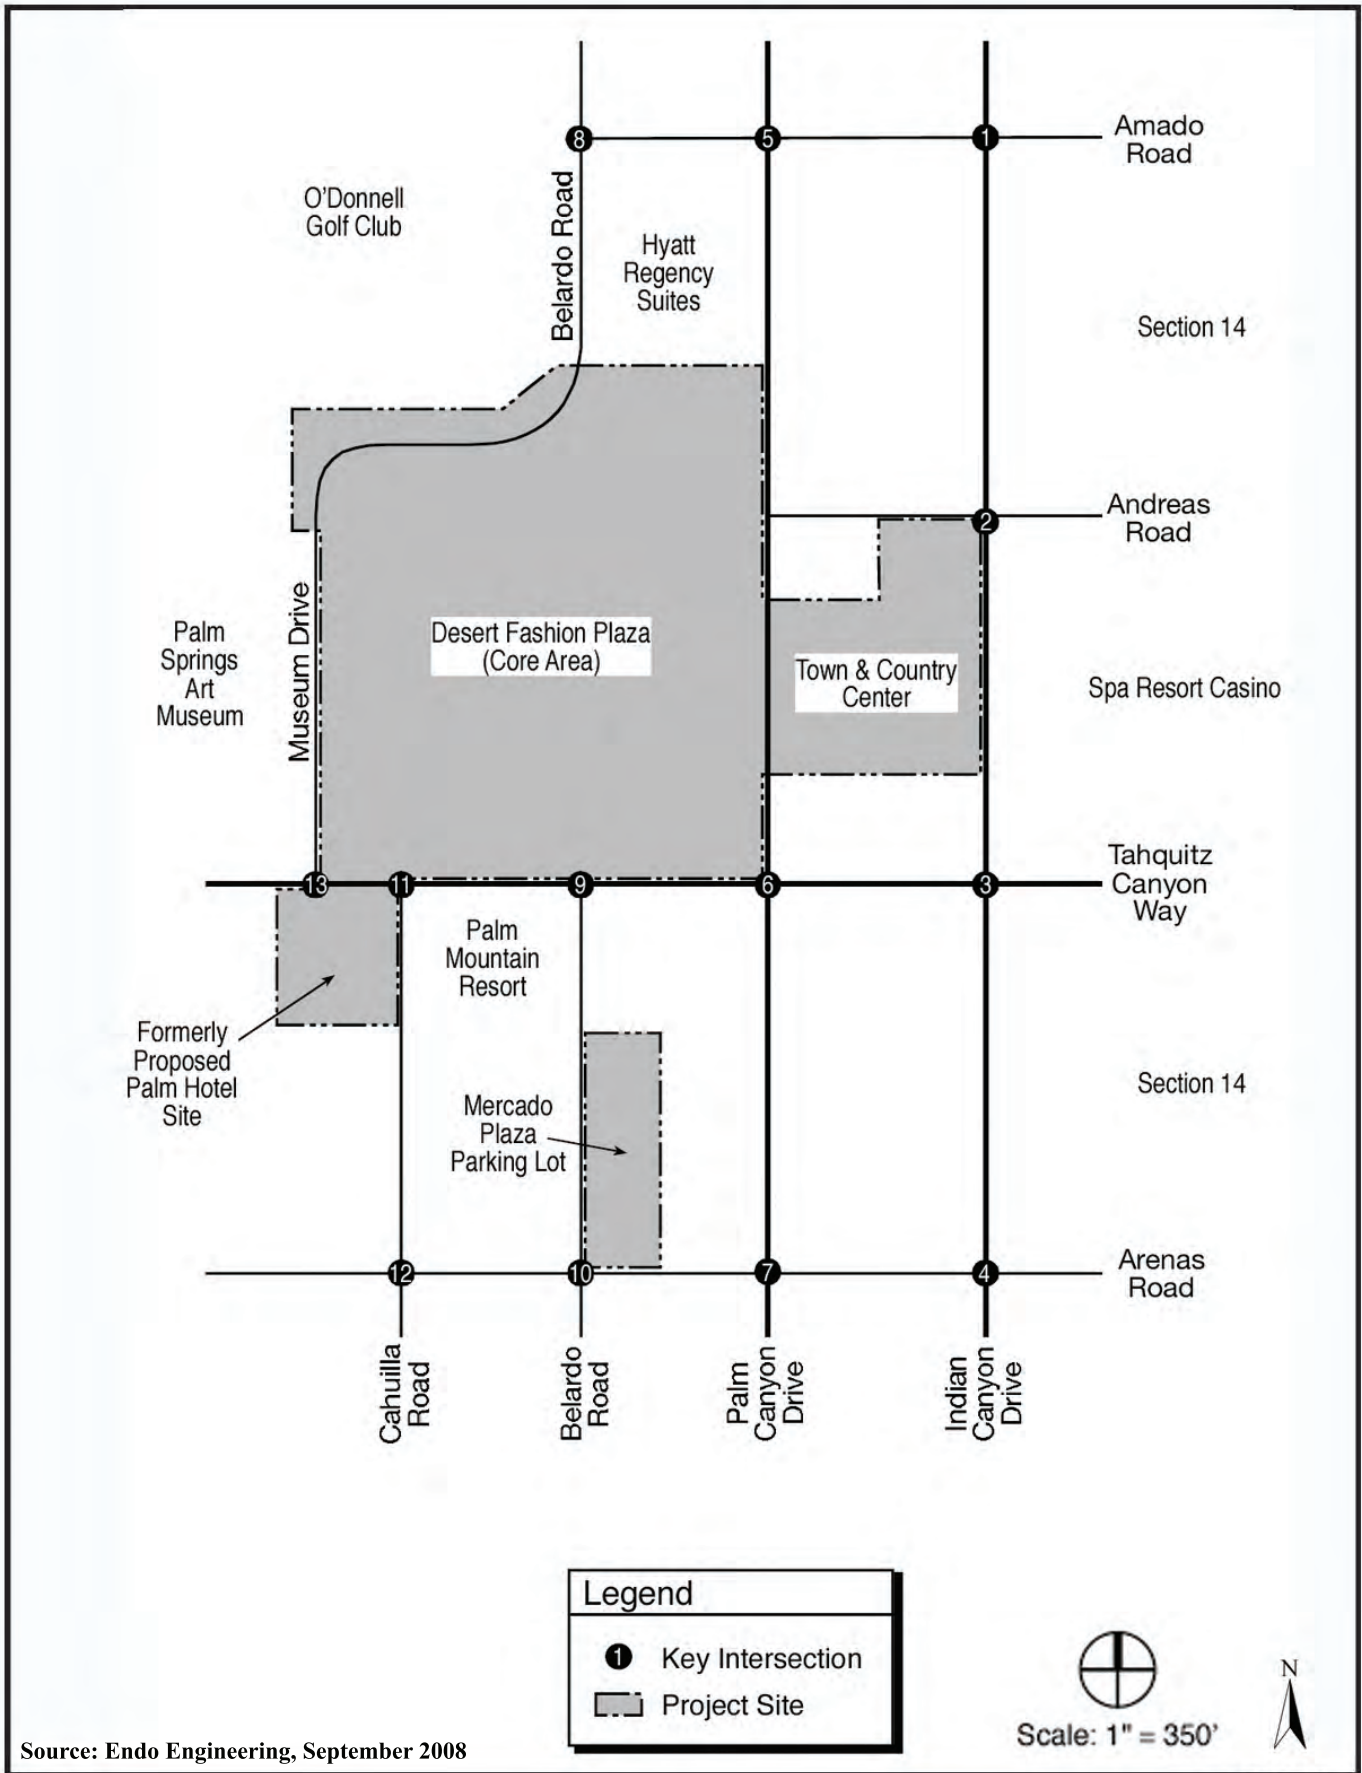 8
5
1
Amado
Road
O'Donnell
Golf Club
Belardo Road
Hyatt
Regency
Suites
Section 14
Andreas
Road
2
Museum Drive
Palm
Springs
Art
Museum
Desert Fashion Plaza
(Core Area)
Town & Country
Center
Spa Resort Casino
Tahquitz
Canyon
Way
13
11
9
6
3
Palm
Mountain
Resort
Formerly
Proposed
Palm Hotel
Site
Mercado
Plaza
Parking Lot
Section 14
12
10
7
4
Arenas
Road
Cahuilla
Road
Belardo
Road
Palm
Canyon
Drive
Indian
Canyon
Drive
Legend
1 Key Intersection
Project Site
N
Scale: 1" = 350'
Source: Endo Engineering, September 2008